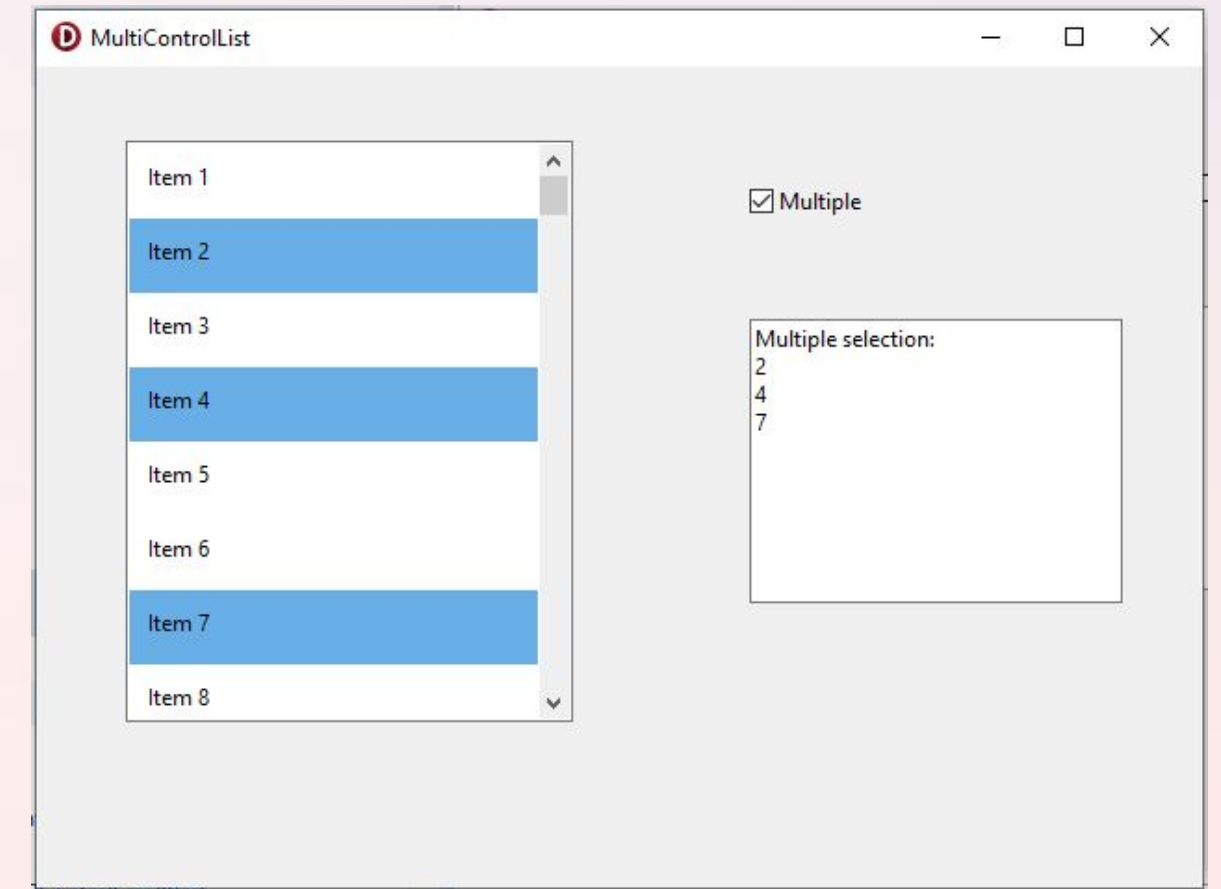 MultiControlList
Item 1
Item 2
Item 3
Item 4
Item 5
Item 6
Item 7
Item 8
Multiple
Multiple selection:
2
4
7